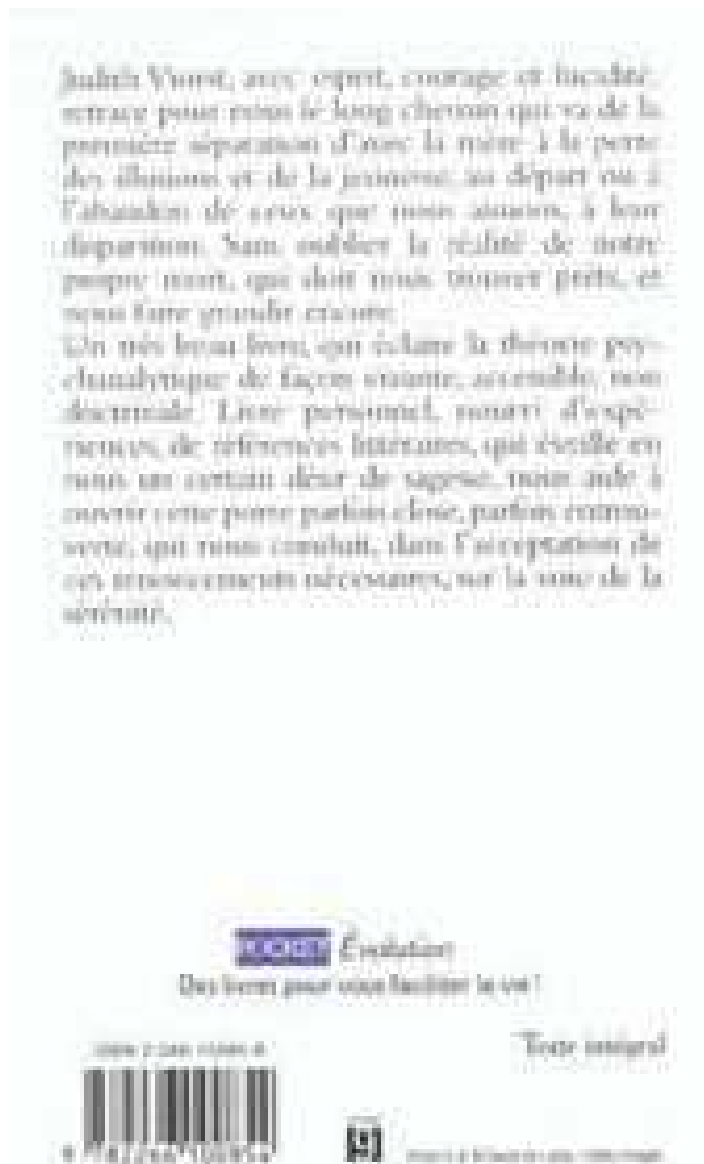 Judith Viorst, avec esprit, courage et lucidité,
retrace pour nous le long chemin qui va de la
première séparation d'avec la mère à la perte
des illusions et de la jeunesse, au départ ou à
l'abandon de ceux que nous aimons, à leur
disparition. Sans oublier la réalité de notre
propre mort, qui doit nous trouver prêts, et
nous faire grandir encore.
Un très beau livre, qui éclaire la théorie psy-
chanalytique de façon vivante, accessible, non
doctrinale. Livre personnel, nourri d'expé-
riences, de références littéraires, qui éveille en
nous un certain désir de sagesse, nous aide à
ouvrir cette porte parfois close, parfois entrou-
verte, qui nous conduit, dans l'acceptation de
ces renoncements nécessaires, sur la voie de la
sérénité.
POCKET Évolution
Des livres pour vous faciliter la vie !
Texte intégral